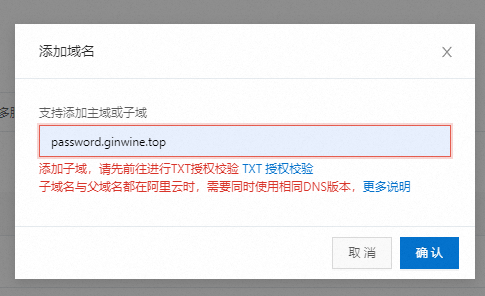 添加域名
支持添加主域或子域
多脲
password.ginwine.top
添加子域，请先前往进行TXT授权校验 TXT 授权校验
子域名与父域名都在阿里云时，需要同时使用相同DNS版本，更多说明
取消
确认